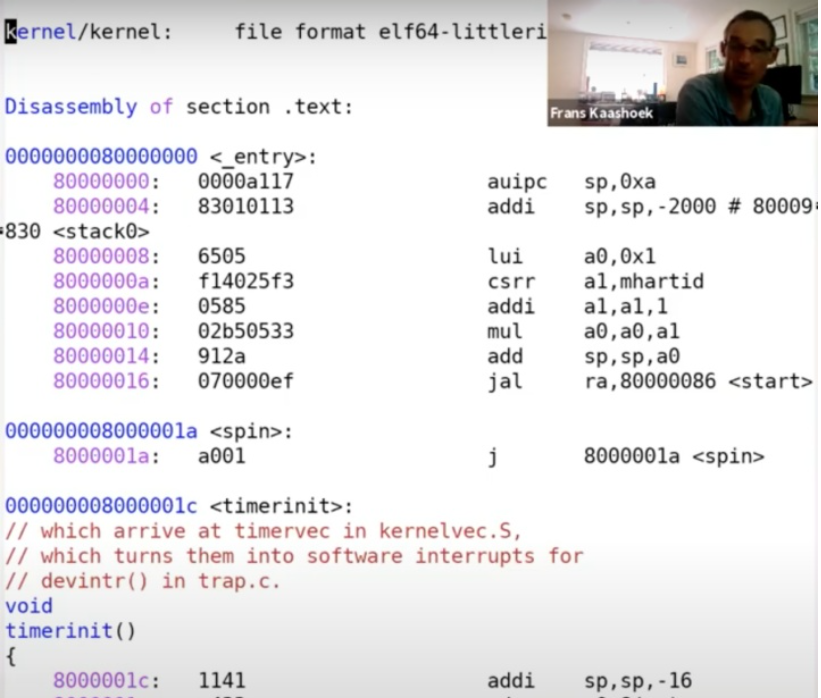 kernel/kernel:     file format elf64-littleri
Frans Kaashoek
Disassembly of section .text:
0000000080000000 <_entry>:
80000000: 0000a117 auipc sp,0xa
80000004: 83010113 addi sp,sp,-2000 # 80009
830 <stack0>
80000008: 6505 lui a0,0x1
8000000a: f14025f3 csrr a1,mhartid
8000000e: 0585 addi a1,a1,1
80000010: 02b50533 mul a0,a0,a1
80000014: 912a add sp,sp,a0
80000016: 070000ef jal ra,80000086 <start>
000000008000001a <spin>:
8000001a: a001 j 8000001a <spin>
000000008000001c <timerinit>:
// which arrive at timervec in kernelvec.S,
// which turns them into software interrupts for
// devintr() in trap.c.
void
timerinit()
{
8000001c: 1141 addi sp,sp,-16